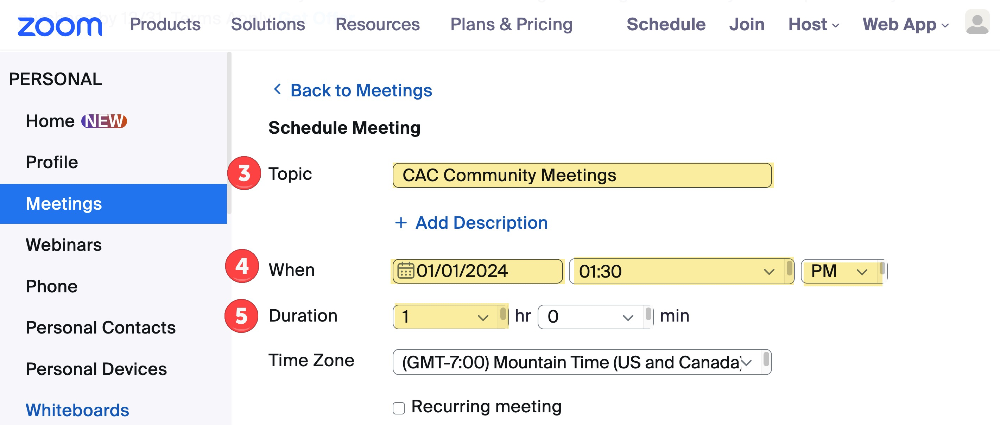 purchase by 12/31. Terms Apply. Get Offer
zoom Products Solutions Resources Plans & Pricing Schedule Join Host Web App
PERSONAL
Home NEW
Profile
Meetings
Webinars
Phone
Personal Contacts
Personal Devices
Whiteboards
Back to Meetings
Schedule Meeting
3 Topic CAC Community Meetings
+ Add Description
4 When 01/01/2024 01:30 PM
5 Duration 1 hr 0 min
Time Zone (GMT-7:00) Mountain Time (US and Canada)
Recurring meeting